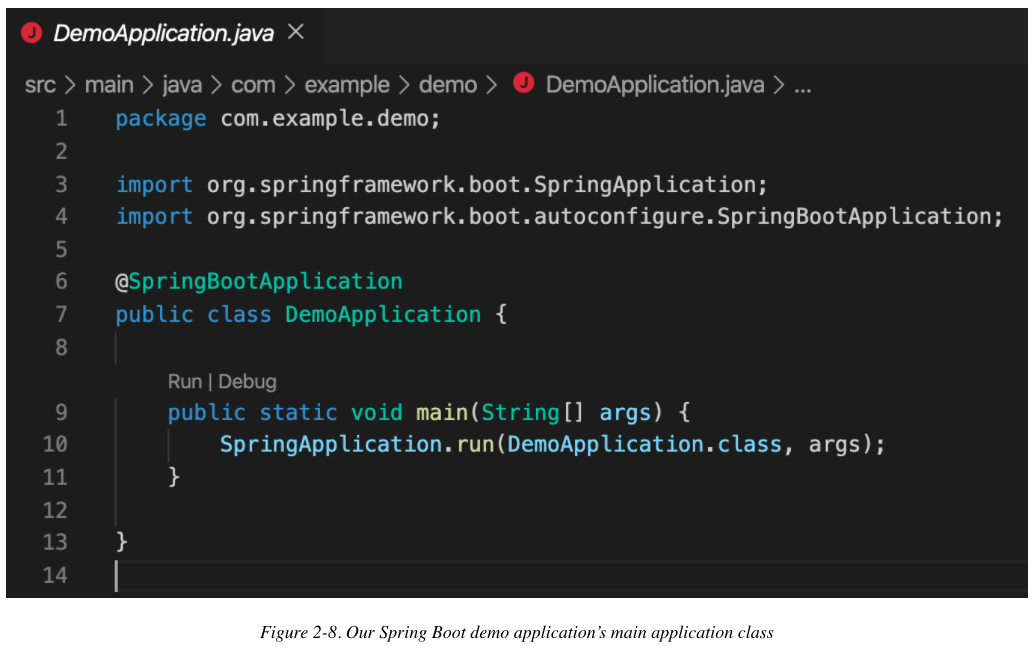 J DemoApplication.java ×
src > main > java > com > example > demo > J DemoApplication.java > ...
1 package com.example.demo;
2
3 import org.springframework.boot.SpringApplication;
4 import org.springframework.boot.autoconfigure.SpringBootApplication;
5
6 @SpringBootApplication
7 public class DemoApplication {
8
Run | Debug
9 public static void main(String[] args) {
10 SpringApplication.run(DemoApplication.class, args);
11 }
12
13 }
14
Figure 2-8. Our Spring Boot demo application’s main application class